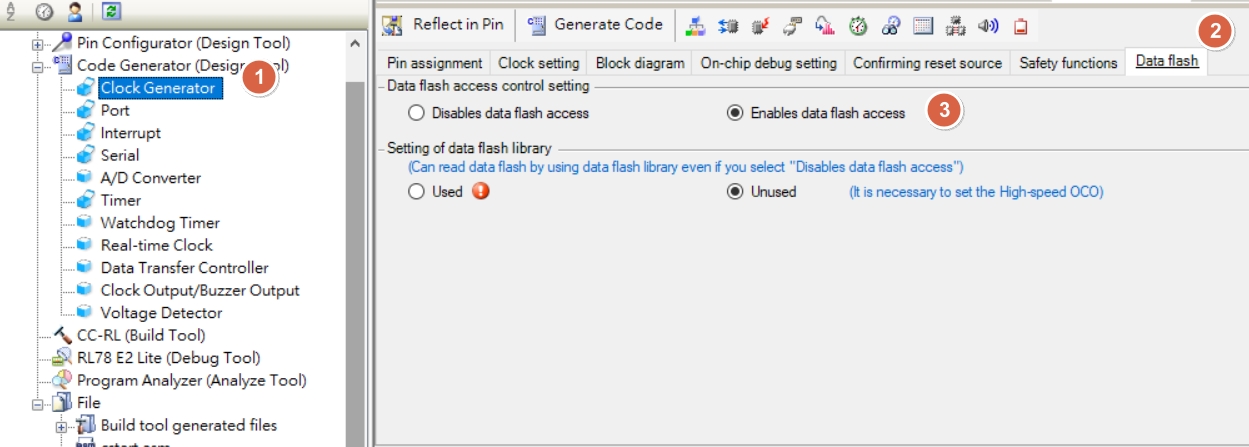 Pin Configurator (Design Tool)
Code Generator (Design Tool)
1
Clock Generator
Port
Interrupt
Serial
A/D Converter
Timer
Watchdog Timer
Real-time Clock
Data Transfer Controller
Clock Output/Buzzer Output
Voltage Detector
CC-RL (Build Tool)
RL78 E2 Lite (Debug Tool)
Program Analyzer (Analyze Tool)
File
Build tool generated files
Reflect in Pin Generate Code
2
Pin assignment Clock setting Block diagram On-chip debug setting Confirming reset source Safety functions Data flash
Data flash access control setting
Disables data flash access Enables data flash access 3
Setting of data flash library
(Can read data flash by using data flash library even if you select "Disables data flash access")
Used Unused (It is necessary to set the High-speed OCO)